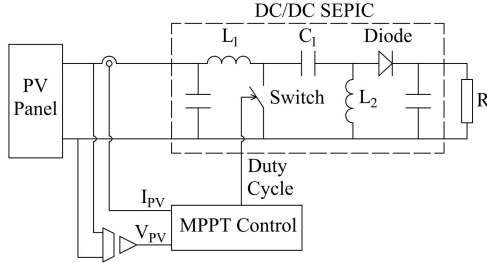 DC/DC SEPIC
L1
C1
Diode
PV
Panel
Switch
L2
R
Duty
Cycle
IPV
MPPT Control
VPV